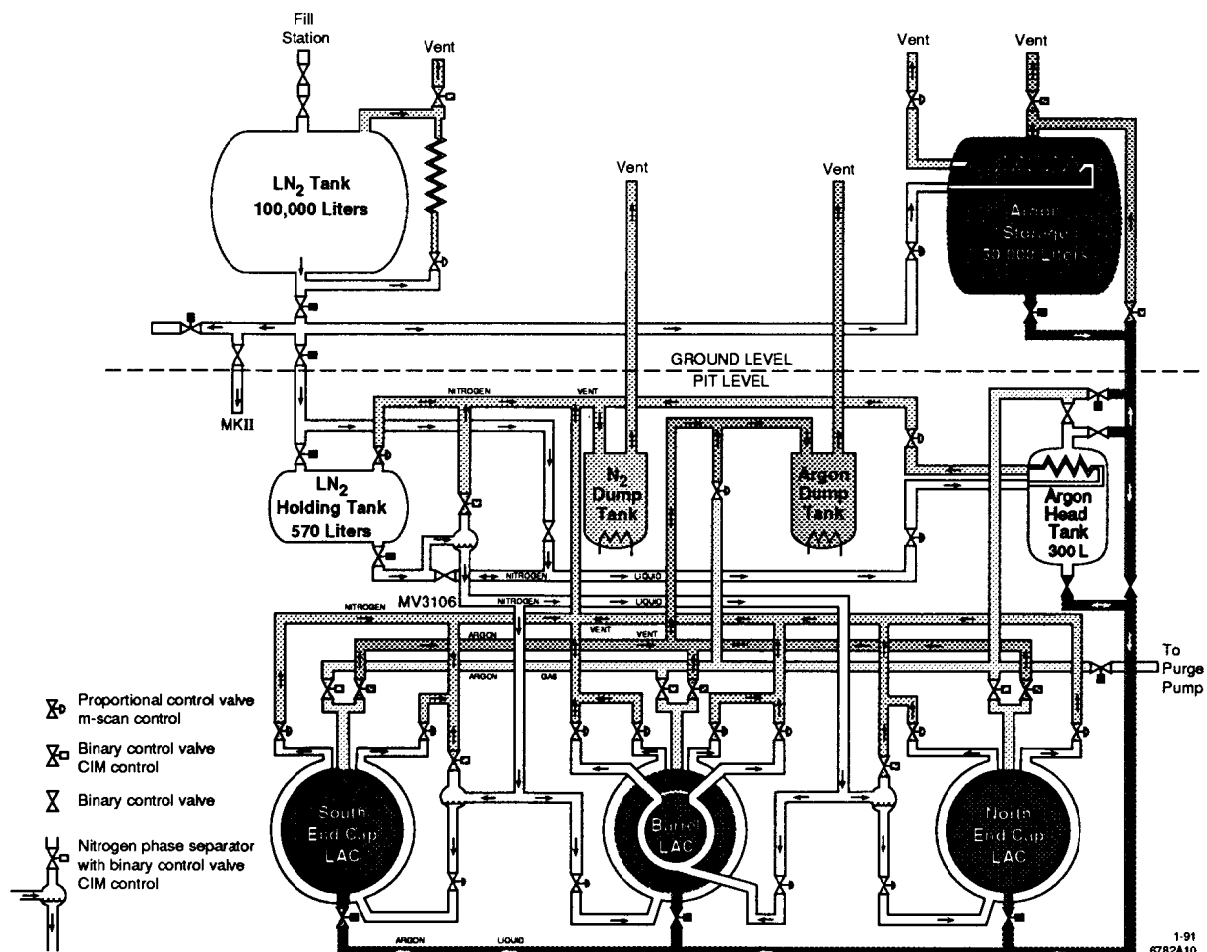 Fill
Station
Vent
Vent
Vent
LN2 Tank
100,000 Liters
Vent
Vent
Argon
Storage
30,000 Liters
GROUND LEVEL
PIT LEVEL
NITROGEN
VENT
MKII
LN2
Holding Tank
570 Liters
N2
Dump
Tank
Argon
Dump
Tank
Argon
Head
Tank
300 L
NITROGEN
LIQUID
MV3106
NITROGEN
LIQUID
NITROGEN
VENT
ARGON
VENT
ARGON
GAS
To
Purge
Pump
Proportional control valve
m-scan control
Binary control valve
CIM control
Binary control valve
Nitrogen phase separator
with binary control valve
CIM control
South
End Cap
LAC
Barrel
LAC
North
End Cap
LAC
ARGON
LIQUID
1-91
6782A10